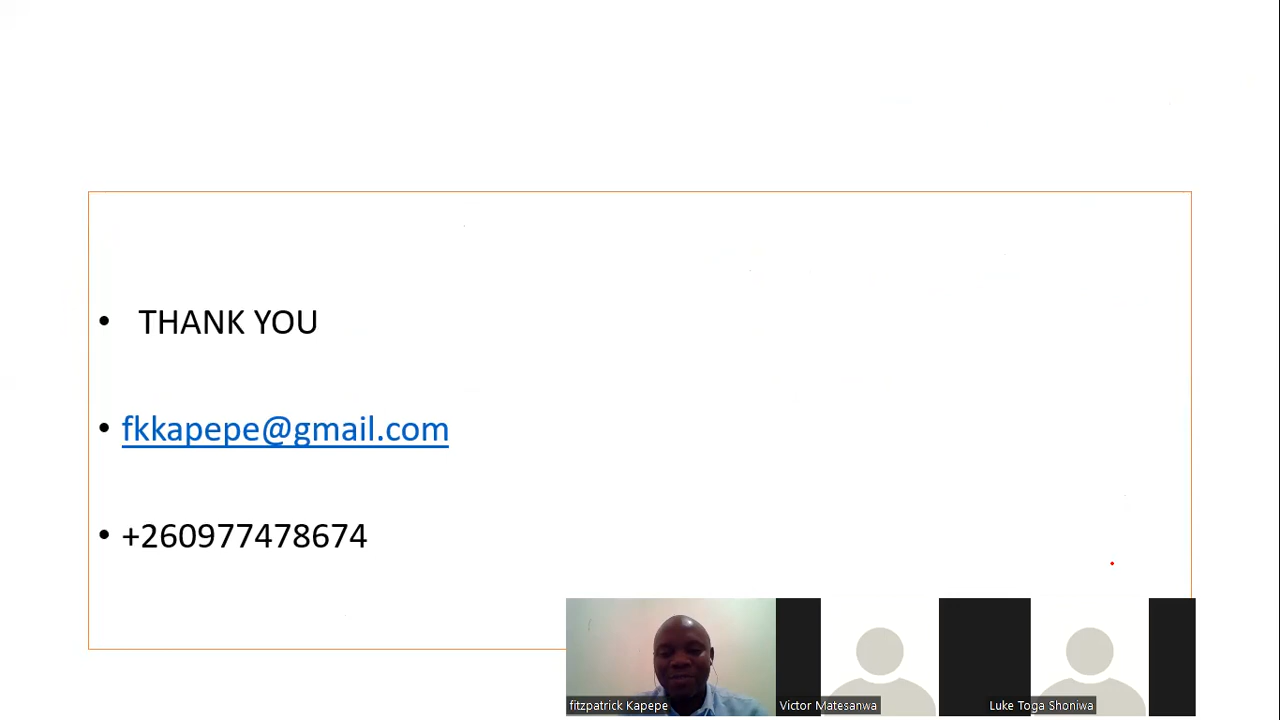 • THANK YOU
• fkkapepe@gmail.com
• +260977478674
fitzpatrick Kapepe
Victor Matesanwa
Luke Toga Shoniwa